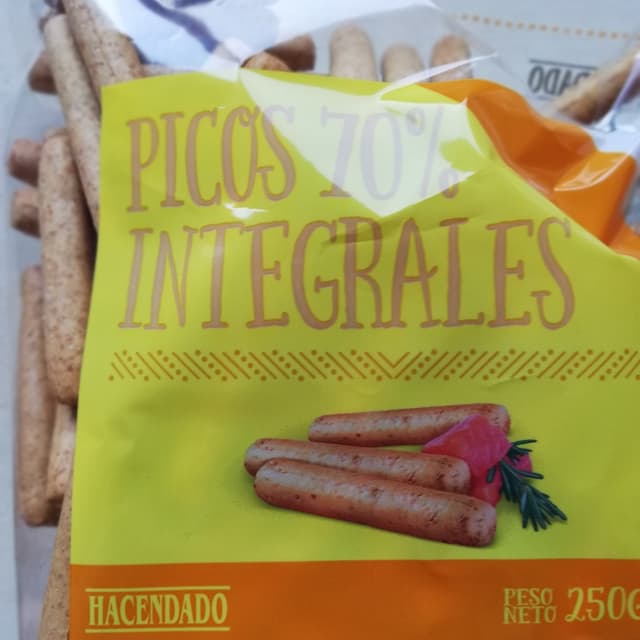 PICOS 70%
INTEGRALES
HACENDADO
PESO
NETO 250G